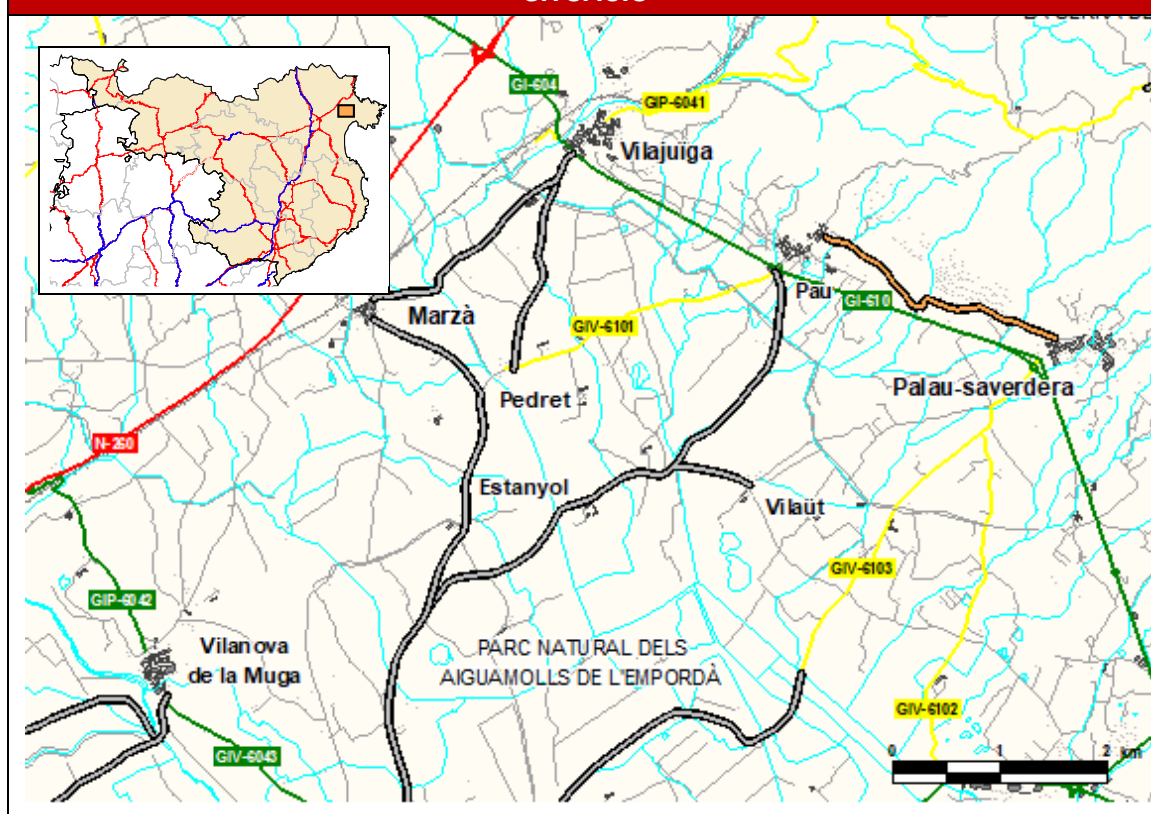 GI-604
GIP-6041
Vilajuïga
Pau
GI-610
Marzà
GIV-6101
Palau-saverdera
Pedret
N-260
Estanyol
Vilaüt
GIV-6103
GIP-6042
Vilanova
de la Muga
PARC NATURAL DELS
AIGUAMOLLS DE L'EMPORDÀ
GIV-6102
GIV-6043
0 1 2 km